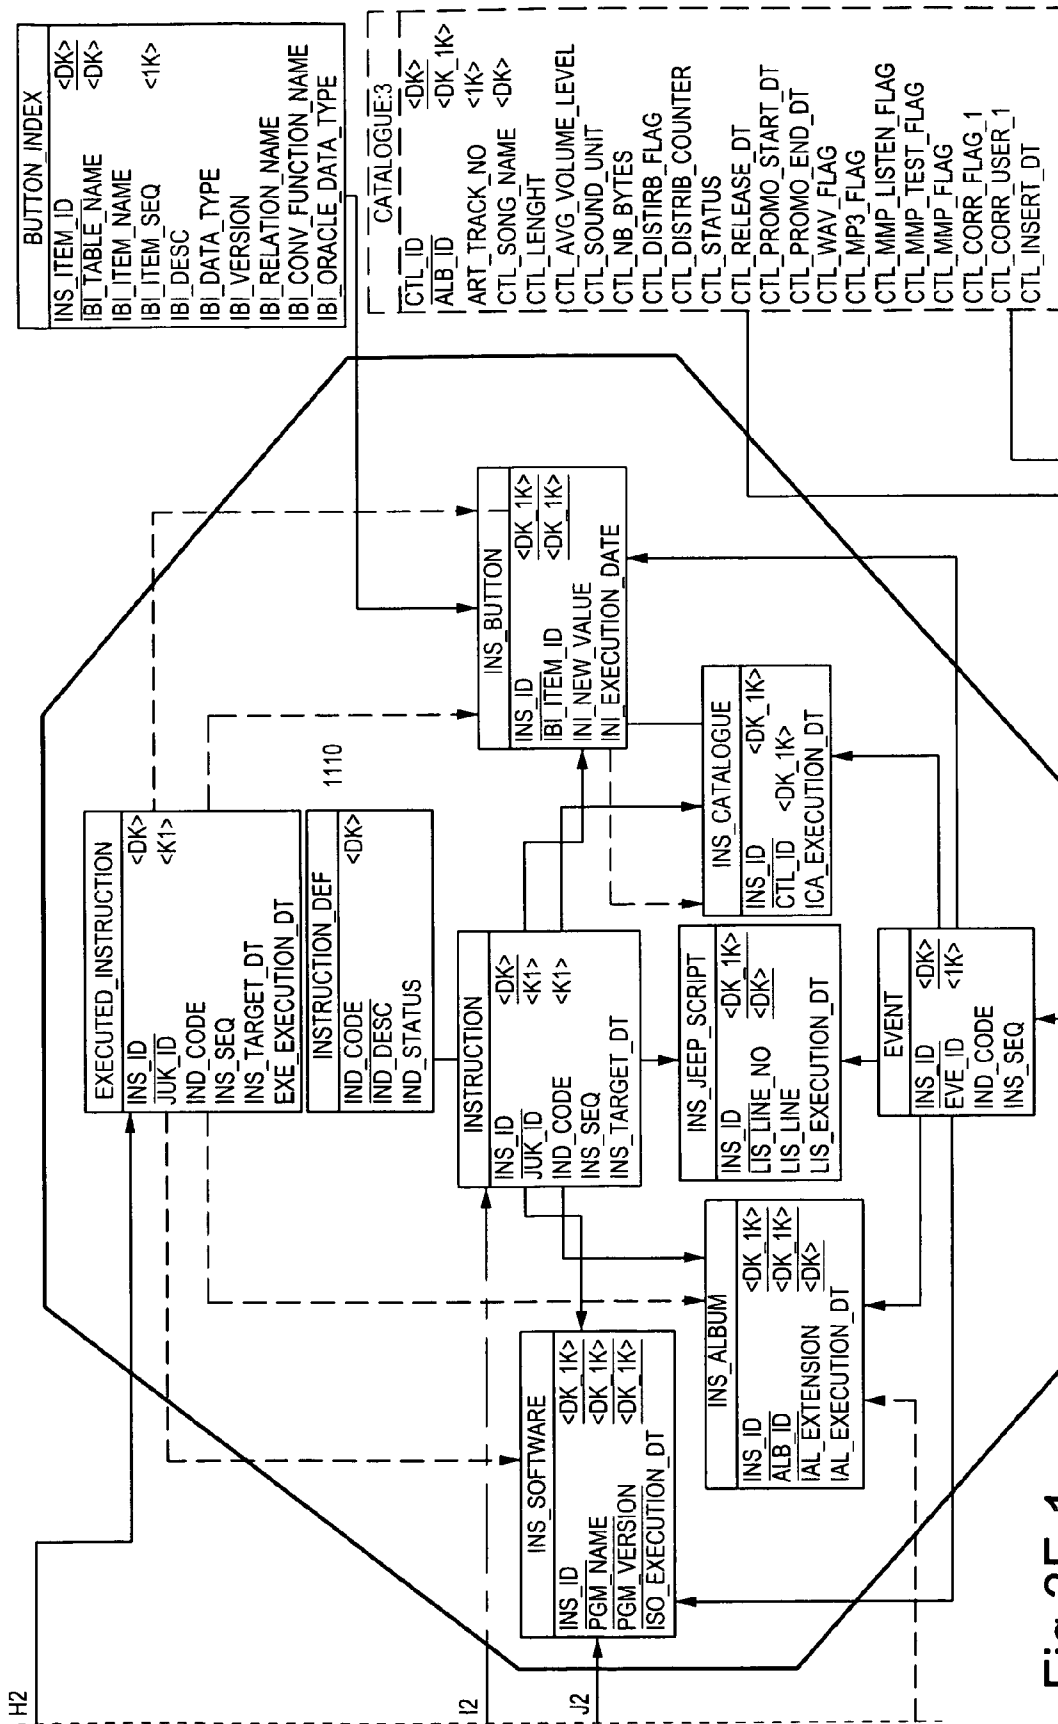 H2
I2
J2
BUTTON_INDEX
INS_ITEM_ID <DK>
IBI_TABLE_NAME <DK>
IBI_ITEM_NAME
IBI_ITEM_SEQ <1K>
IBI_DESC
IBI_DATA_TYPE
IBI_VERSION
IBI_RELATION_NAME
IBI_CONV_FUNCTION_NAME
IBI_ORACLE_DATA_TYPE
CATALOGUE:3
CTL_ID <DK>
ALB_ID <DK_1K>
ART_TRACK_NO <1K>
CTL_SONG_NAME <DK>
CTL_LENGHT
CTL_AVG_VOLUME_LEVEL
CTL_SOUND_UNIT
CTL_NB_BYTES
CTL_DISTIRB_FLAG
CTL_DISTRIB_COUNTER
CTL_STATUS
CTL_RELEASE_DT
CTL_PROMO_START_DT
CTL_PROMO_END_DT
CTL_WAV_FLAG
CTL_MP3_FLAG
CTL_MMP_LISTEN_FLAG
CTL_MMP_TEST_FLAG
CTL_MMP_FLAG
CTL_CORR_FLAG_1
CTL_CORR_USER_1
CTL_INSERT_DT
EXECUTED_INSTRUCTION
INS_ID <DK>
JUK_ID <K1>
IND_CODE
INS_SEQ
INS_TARGET_DT
EXE_EXECUTION_DT
1110
INSTRUCTION_DEF
IND_CODE <DK>
IND_DESC
IND_STATUS
INS_BUTTON
INS_ID <DK_1K>
IBI_ITEM_ID <DK_1K>
INI_NEW_VALUE
INI_EXECUTION_DATE
INSTRUCTION
INS_ID <DK>
JUK_ID <K1>
IND_CODE <K1>
INS_SEQ
INS_TARGET_DT
INS_SOFTWARE
INS_ID <DK_1K>
PGM_NAME <DK_1K>
PGM_VERSION <DK_1K>
ISO_EXECUTION_DT
INS_ALBUM
INS_ID <DK_1K>
ALB_ID <DK_1K>
IAL_EXTENSION <DK>
IAL_EXECUTION_DT
INS_JEEP_SCRIPT
INS_ID <DK_1K>
LIS_LINE_NO <DK>
LIS_LINE
LIS_EXECUTION_DT
INS_CATALOGUE
INS_ID <DK_1K>
CTL_ID <DK_1K>
ICA_EXECUTION_DT
EVENT
INS_ID <DK>
EVE_ID <1K>
IND_CODE
INS_SEQ